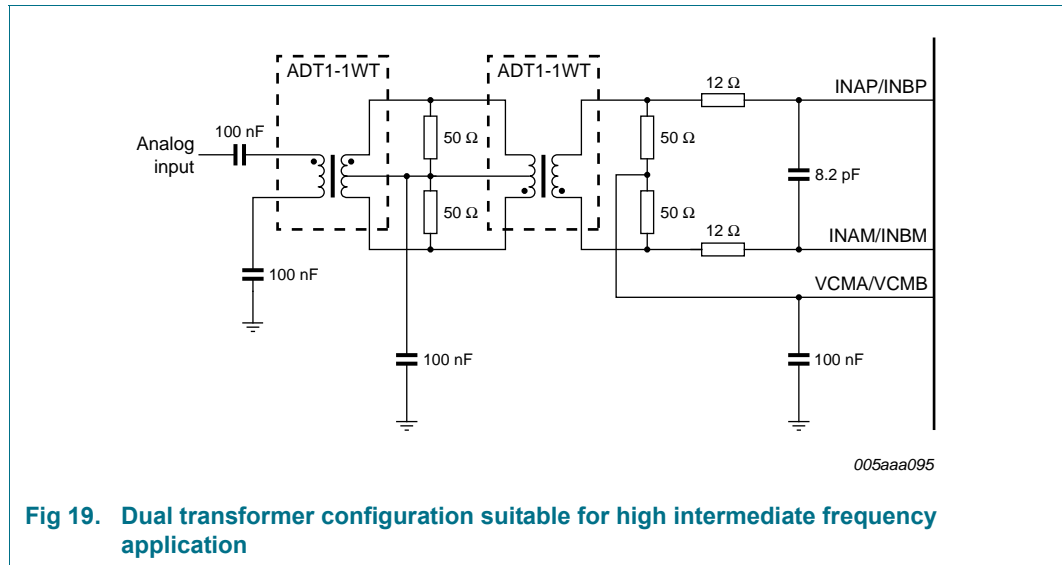 ADT1-1WT
ADT1-1WT
12 Ω
INAP/INBP
Analog
input
100 nF
50 Ω
50 Ω
8.2 pF
50 Ω
50 Ω
12 Ω
INAM/INBM
100 nF
VCMA/VCMB
100 nF
100 nF
005aaa095
Fig 19. Dual transformer configuration suitable for high intermediate frequency
application